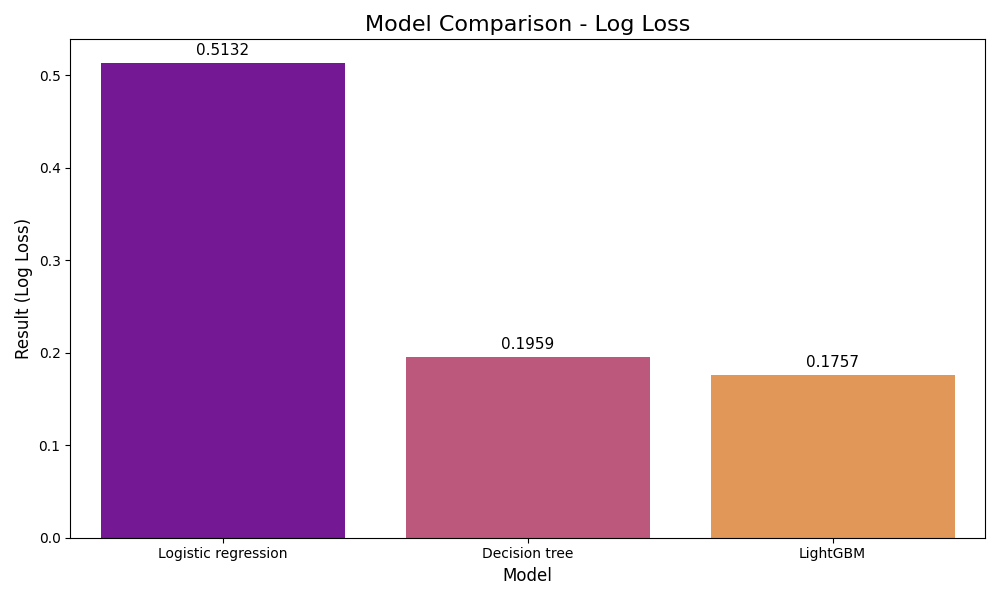 Model Comparison - Log Loss
0.5132
0.1959
0.1757
0.5
0.4
0.3
0.2
0.1
0.0
Result (Log Loss)
Logistic regression
Decision tree
LightGBM
Model